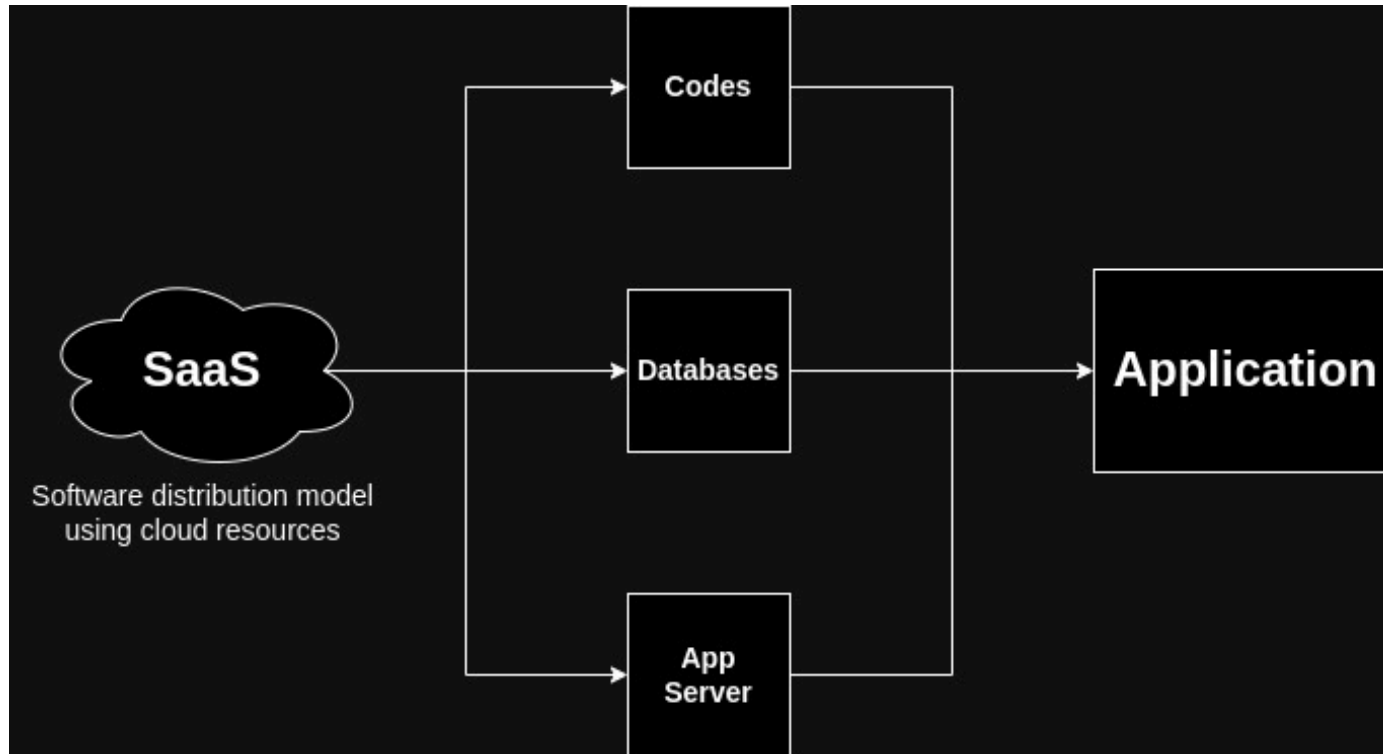 Codes
SaaS
Software distribution model
using cloud resources
Databases
Application
App
Server